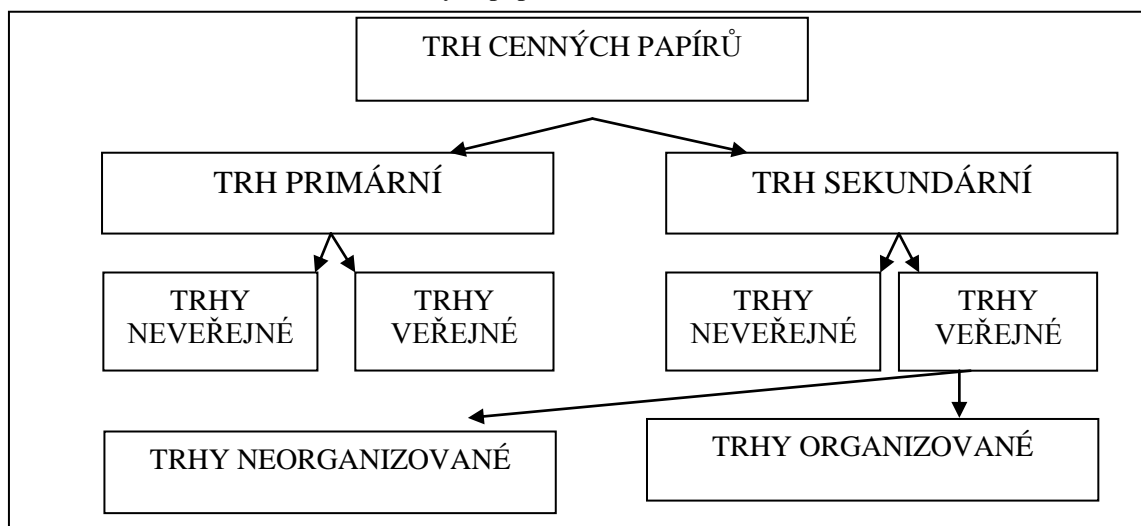 TRH CENNÝCH PAPÍRŮ
TRH PRIMÁRNÍ
TRH SEKUNDÁRNÍ
TRHY
NEVEŘEJNÉ
TRHY
VEŘEJNÉ
TRHY
NEVEŘEJNÉ
TRHY
VEŘEJNÉ
TRHY NEORGANIZOVANÉ
TRHY ORGANIZOVANÉ